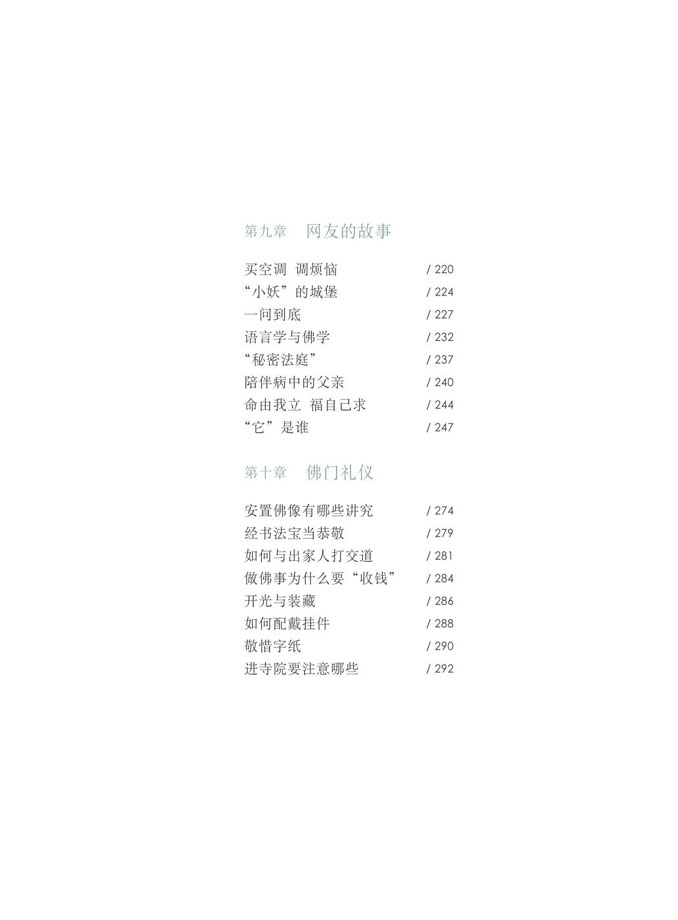 第九章 网友的故事
买空调 调烦恼 / 220
“小妖”的城堡 / 224
一问到底 / 227
语言学与佛学 / 232
“秘密法庭” / 237
陪伴病中的父亲 / 240
命由我立 福自己求 / 244
“它”是谁 / 247
第十章 佛门礼仪
安置佛像有哪些讲究 / 274
经书法宝当恭敬 / 279
如何与出家人打交道 / 281
做佛事为什么要“收钱” / 284
开光与装藏 / 286
如何配戴挂件 / 288
敬惜字纸 / 290
进寺院要注意哪些 / 292